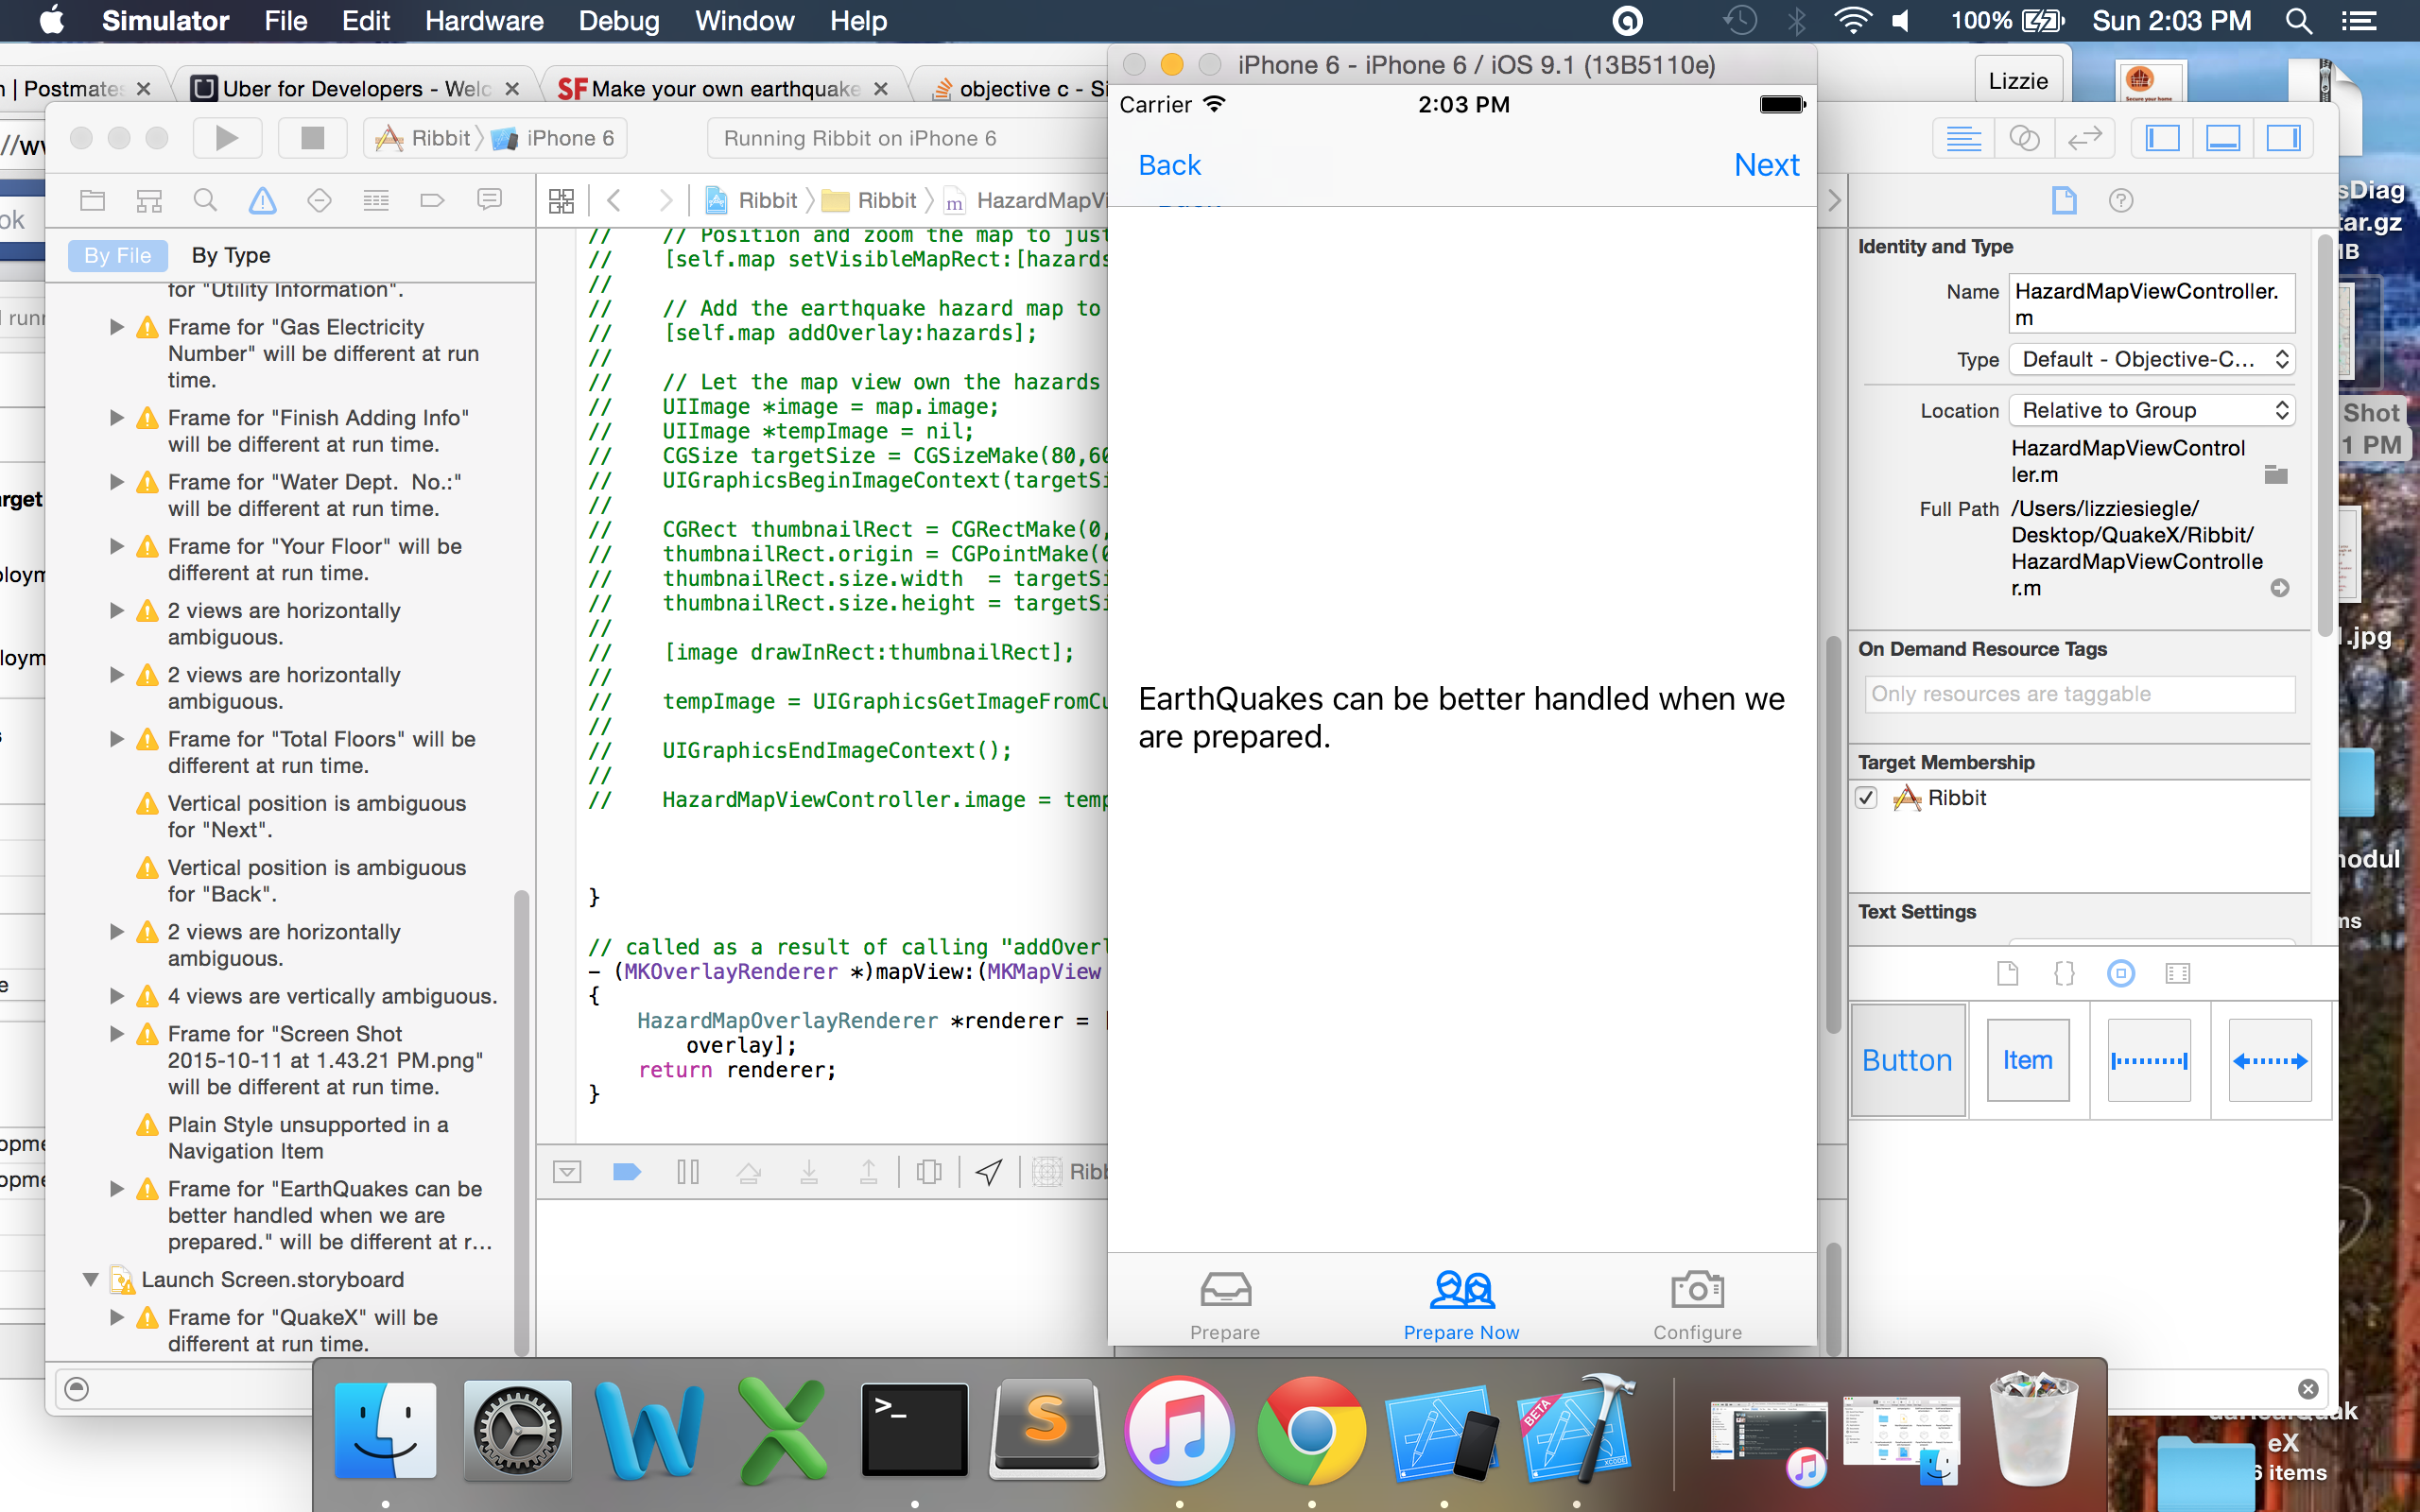 Simulator File Edit Hardware Debug Window Help
100% Sun 2:03 PM
| Postmates
Uber for Developers - Welc
SF Make your own earthquake
objective c - Si
Lizzie
iPhone 6 - iPhone 6 / iOS 9.1 (13B5110e)
Carrier 2:03 PM
Back Next
Ribbit iPhone 6
Running Ribbit on iPhone 6
Ribbit Ribbit m HazardMapVi
By File By Type
for "Utility Information".
Frame for "Gas Electricity
Number" will be different at run
time.
Frame for "Finish Adding Info"
will be different at run time.
Frame for "Water Dept.  No.:"
will be different at run time.
Frame for "Your Floor" will be
different at run time.
2 views are horizontally
ambiguous.
2 views are horizontally
ambiguous.
Frame for "Total Floors" will be
different at run time.
Vertical position is ambiguous
for "Next".
Vertical position is ambiguous
for "Back".
2 views are horizontally
ambiguous.
4 views are vertically ambiguous.
Frame for "Screen Shot
2015-10-11 at 1.43.21 PM.png"
will be different at run time.
Plain Style unsupported in a
Navigation Item
Frame for "EarthQuakes can be
better handled when we are
prepared." will be different at r...
Launch Screen.storyboard
Frame for "QuakeX" will be
different at run time.
// // Position and zoom the map to just
// [self.map setVisibleMapRect:[hazards
//
// // Add the earthquake hazard map to
// [self.map addOverlay:hazards];
//
// // Let the map view own the hazards
// UIImage *image = map.image;
// UIImage *tempImage = nil;
// CGSize targetSize = CGSizeMake(80,60
// UIGraphicsBeginImageContext(targetSi
//
// CGRect thumbnailRect = CGRectMake(0,
// thumbnailRect.origin = CGPointMake(0
// thumbnailRect.size.width  = targetSi
// thumbnailRect.size.height = targetSi
//
// [image drawInRect:thumbnailRect];
//
// tempImage = UIGraphicsGetImageFromCu
//
// UIGraphicsEndImageContext();
//
// HazardMapViewController.image = temp
}
// called as a result of calling "addOverl
- (MKOverlayRenderer *)mapView:(MKMapView
{
HazardMapOverlayRenderer *renderer = [
overlay];
return renderer;
}
Ribb
EarthQuakes can be better handled when we
are prepared.
Prepare Prepare Now Configure
Identity and Type
Name HazardMapViewController.
m
Type Default - Objective-C...
Location Relative to Group
HazardMapViewControl
ler.m
Full Path /Users/lizziesiegle/
Desktop/QuakeX/Ribbit/
HazardMapViewControlle
r.m
On Demand Resource Tags
Only resources are taggable
Target Membership
Ribbit
Text Settings
Button Item
sDiag
tar.gz
Shot
1 PM
.jpg
eX
6 items